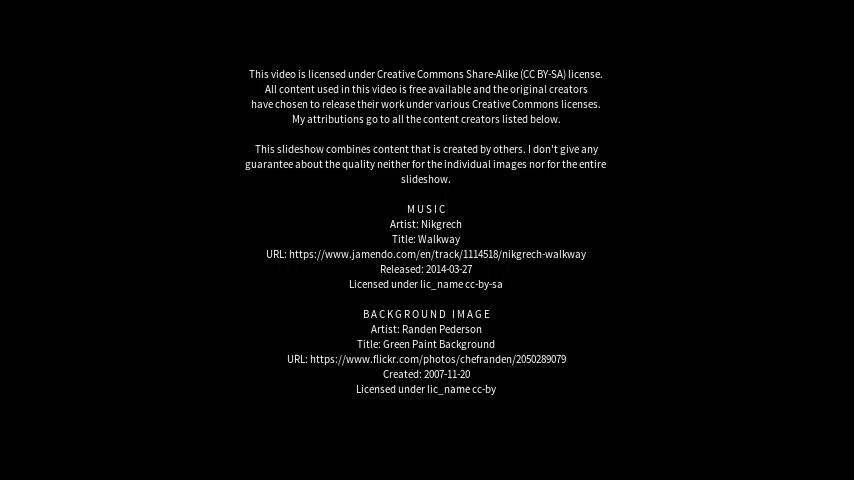 This video is licensed under Creative Commons Share-Alike (CC BY-SA) license.
All content used in this video is free available and the original creators
have chosen to release their work under various Creative Commons licenses.
My attributions go to all the content creators listed below.
This slideshow combines content that is created by others. I don't give any
guarantee about the quality neither for the individual images nor for the entire
slideshow.
MUSIC
Artist: Nikgrech
Title: Walkway
URL: https://www.jamendo.com/en/track/1114518/nikgrech-walkway
Released: 2014-03-27
Licensed under lic_name cc-by-sa
BACKGROUND IMAGE
Artist: Randen Pederson
Title: Green Paint Background
URL: https://www.flickr.com/photos/chefranden/2050289079
Created: 2007-11-20
Licensed under lic_name cc-by